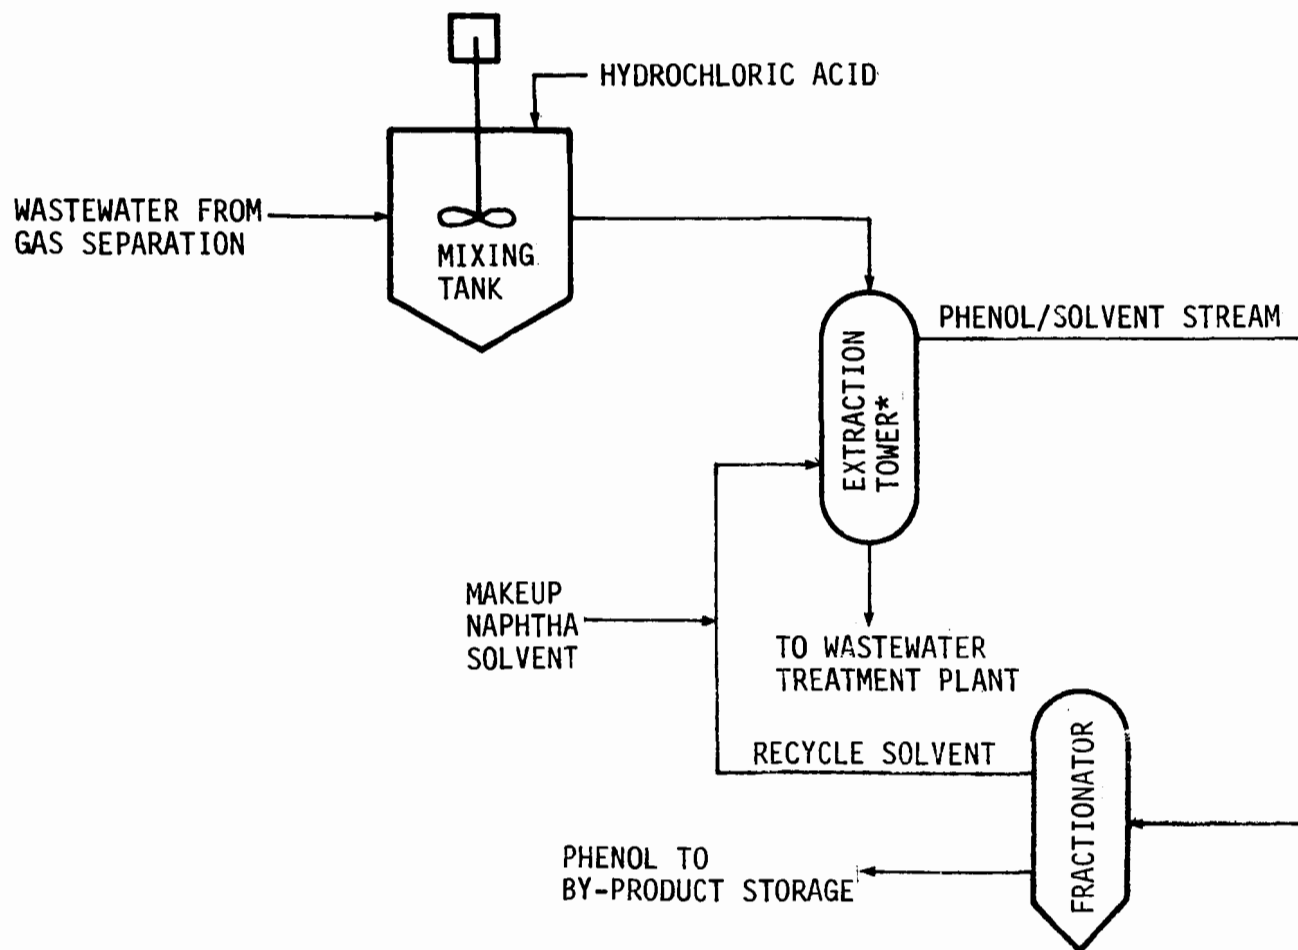 HYDROCHLORIC ACID
WASTEWATER FROM
GAS SEPARATION
MIXING
TANK
PHENOL/SOLVENT STREAM
EXTRACTION
TOWER*
MAKEUP
NAPHTHA
SOLVENT
TO WASTEWATER
TREATMENT PLANT
RECYCLE SOLVENT
FRACTIONATOR
PHENOL TO
BY-PRODUCT STORAGE